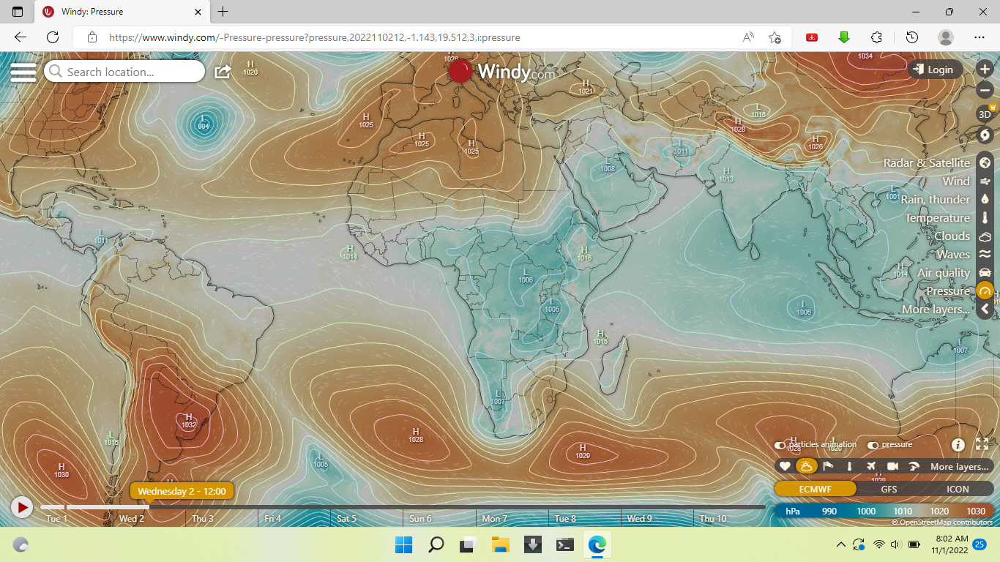 Windy: Pressure
https://www.windy.com/-Pressure-pressure?pressure,2022110212,-1.143,19.512,3,i:pressure
Search location...
Windy.com
Login
3D
H
1020
1034
H
1021
L
994
H
1025
H
1025
H
1025
L
1016
H
1028
H
1026
L
1011
L
1008
H
1013
L
1001
L
1011
H
1014
H
1016
L
1006
L
1005
H
1014
L
1006
H
1015
L
1007
L
1007
H
1032
L
1016
H
1028
H
1029
H
1030
L
1005
Radar & Satellite
Wind
Rain, thunder
Temperature
Clouds
Waves
Air quality
Pressure
More layers...
particles animation
pressure
More layers...
ECMWF
GFS
ICON
hPa 990 1000 1010 1020 1030
© OpenStreetMap contributors
Wednesday 2 - 12:00
Tue 1 Wed 2 Thu 3 Fri 4 Sat 5 Sun 6 Mon 7 Tue 8 Wed 9 Thu 10
8:02 AM
11/1/2022
25